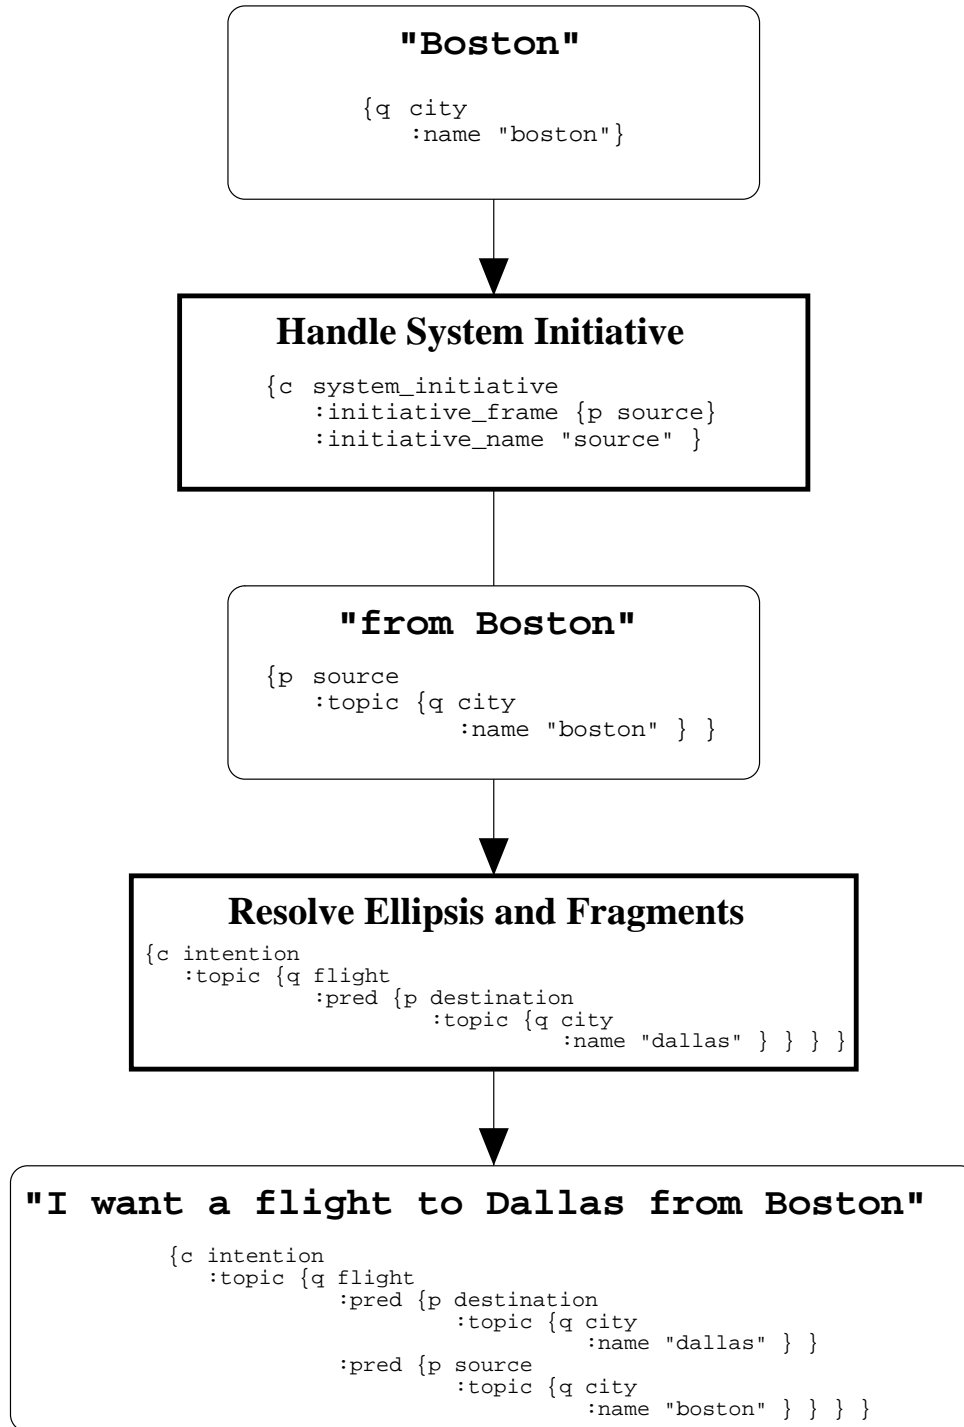 "Boston"
{q city
:name "boston"}
Handle System Initiative
{c system_initiative
:initiative_frame {p source}
:initiative_name "source" }
"from Boston"
{p source
:topic {q city
:name "boston" } }
Resolve Ellipsis and Fragments
{c intention
:topic {q flight
:pred {p destination
:topic {q city
:name "dallas" } } } }
"I want a flight to Dallas from Boston"
{c intention
:topic {q flight
:pred {p destination
:topic {q city
:name "dallas" } }
:pred {p source
:topic {q city
:name "boston" } } } }